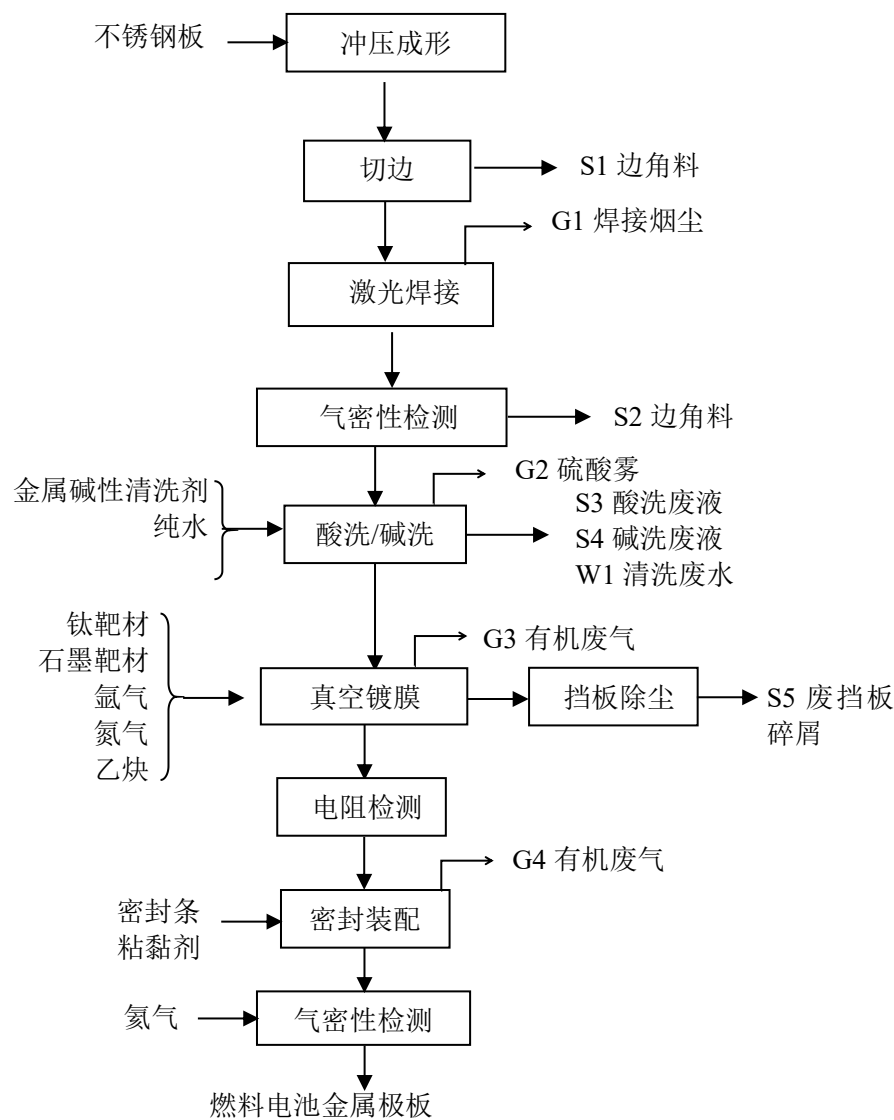 不锈钢板
冲压成形
切边
S1 边角料
G1 焊接烟尘
激光焊接
气密性检测
S2 边角料
G2 硫酸雾
金属碱性清洗剂
纯水
酸洗/碱洗
S3 酸洗废液
S4 碱洗废液
W1 清洗废水
钛靶材
石墨靶材
氩气
氮气
乙炔
G3 有机废气
真空镀膜
挡板除尘
S5 废挡板
碎屑
电阻检测
G4 有机废气
密封条
粘黏剂
密封装配
氦气
气密性检测
燃料电池金属极板